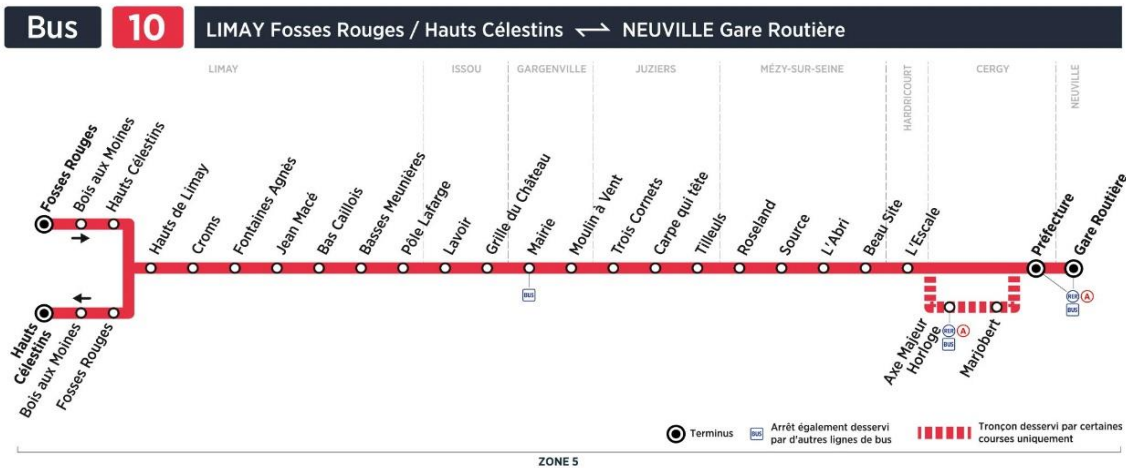 Bus 10 LIMAY Fosses Rouges / Hauts Célestins NEUVILLE Gare Routière
LIMAY ISSOU GARGENVILLE JUZIERS MÉZY-SUR-SEINE HARDRICOURT CERGY NEUVILLE
Fosses Rouges
Bois aux Moines
Hauts Célestins
Hauts de Limay
Croms
Fontaines Agnès
Jean Macé
Bas Caillois
Basses Meunières
Pôle Lafarge
Lavoir
Grille du Château
Mairie
Moulin à Vent
Trois Cornets
Carpe qui tête
Tilleuls
Roseland
Source
L'Abri
Beau Site
L'Escale
Préfecture
Gare Routière
BUS
RER A
BUS
Hauts
Célestins
Bois aux Moines
Fosses Rouges
Axe Majeur
Horloge
RER A
BUS
Marjobert
Terminus
BUS Arrêt également desservi
par d'autres lignes de bus
Tronçon desservi par certaines
courses uniquement
ZONE 5